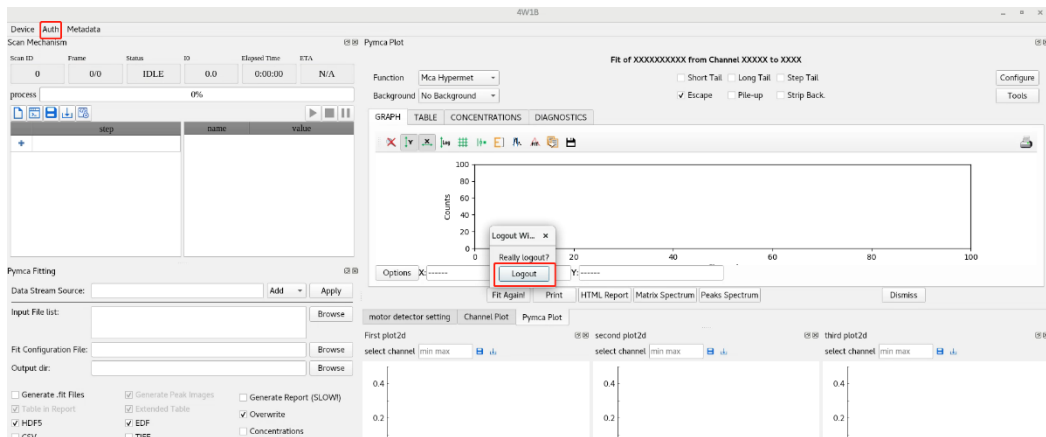 4W1B
Device Auth Metadata
Scan Mechanism
Scan ID Frame Status I0 Elapsed Time ETA
0 0/0 IDLE 0.0 0:00:00 N/A
process 0%
step name value
Pymca Plot
Fit of XXXXXXXXXX from Channel XXXXX to XXXX
Function Mca Hypermet Short Tail Long Tail Step Tail Configure
Background No Background Escape Pile-up Strip Back. Tools
GRAPH TABLE CONCENTRATIONS DIAGNOSTICS
100
80
60
40
20
0
Counts
0 20 40 60 80 100
Logout Wi... ×
Really logout?
Logout
Options X: ------ Y: ------
Fit Again! Print HTML Report Matrix Spectrum Peaks Spectrum Dismiss
motor detector setting Channel Plot Pymca Plot
Pymca Fitting
Data Stream Source: Add Apply
Input File list: Browse
Fit Configuration File: Browse
Output dir: Browse
Generate .fit Files Generate Peak Images Generate Report (SLOW!)
Table in Report Extended Table Overwrite
HDF5 EDF Concentrations
CSV TIFF
First plot2d second plot2d third plot2d
select channel min max select channel min max select channel min max
0.4 0.4 0.4
0.2 0.2 0.2